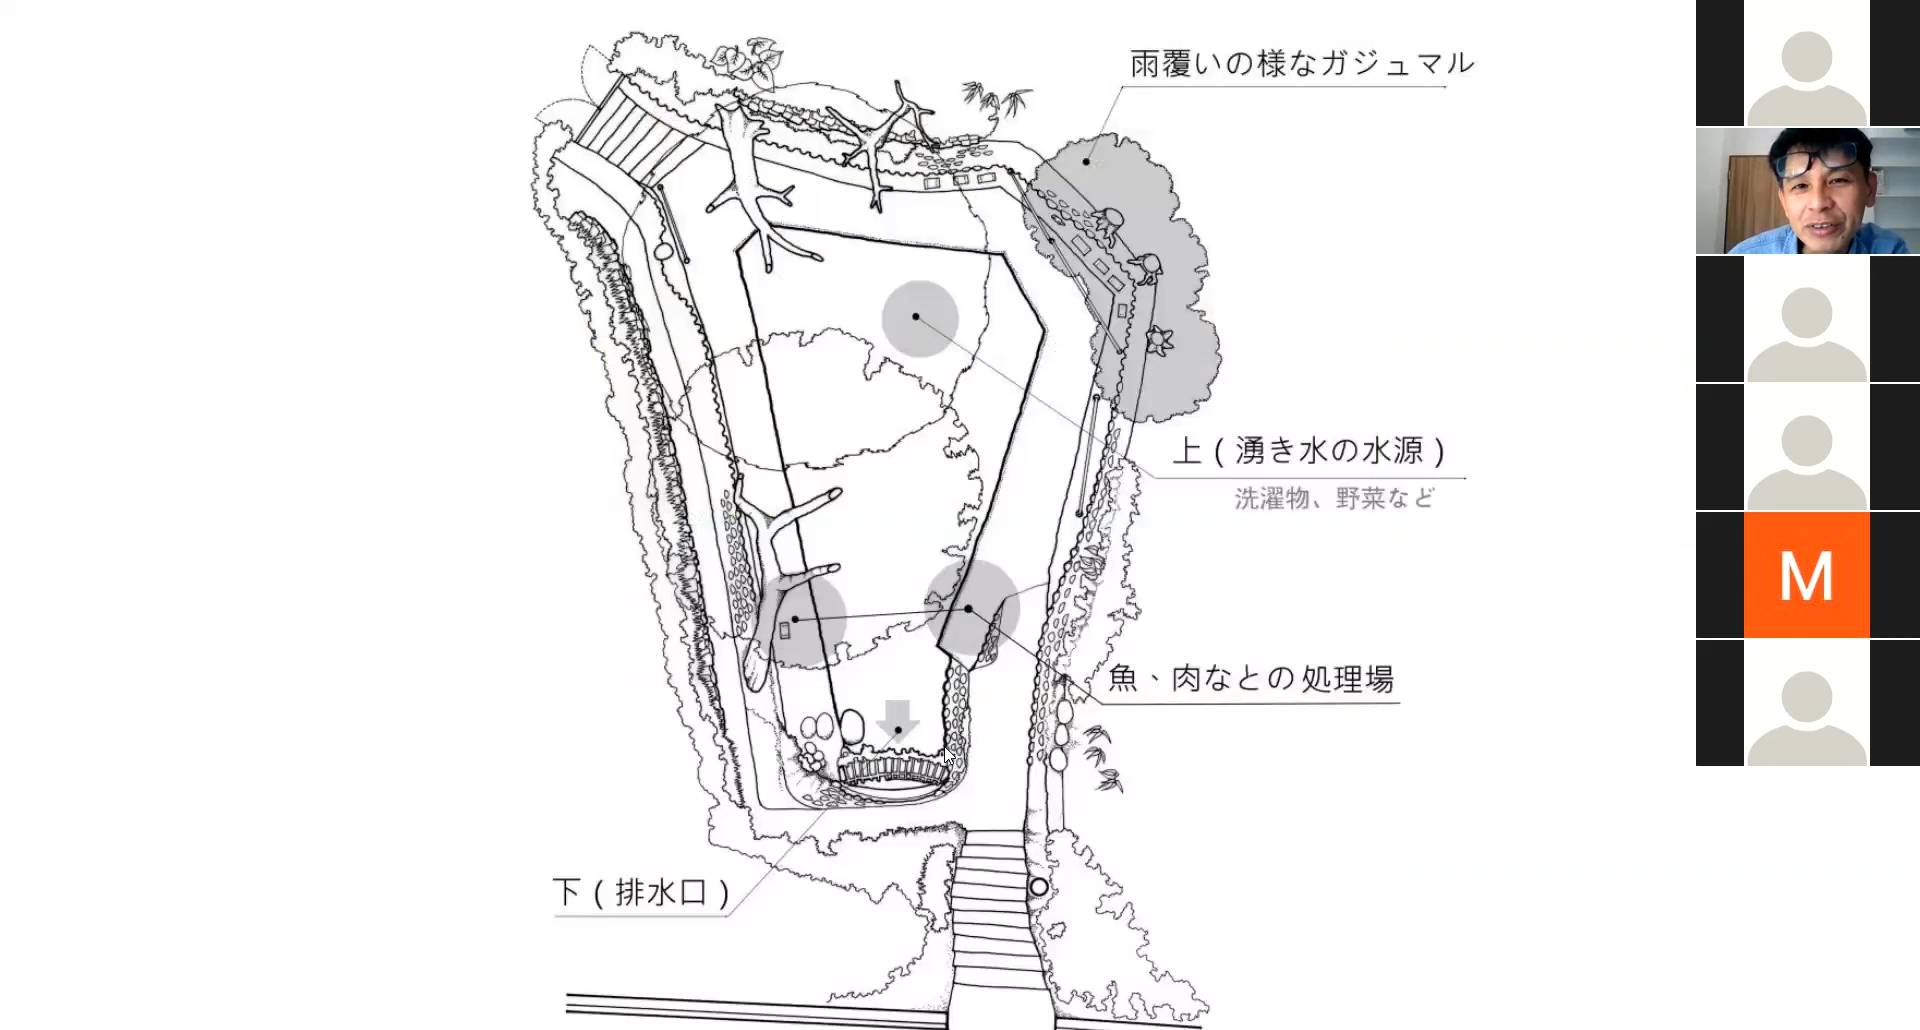 雨覆いの様なガジュマル
上(湧き水の水源)
洗濯物、野菜など
魚、肉なとの処理場
下(排水口)
M